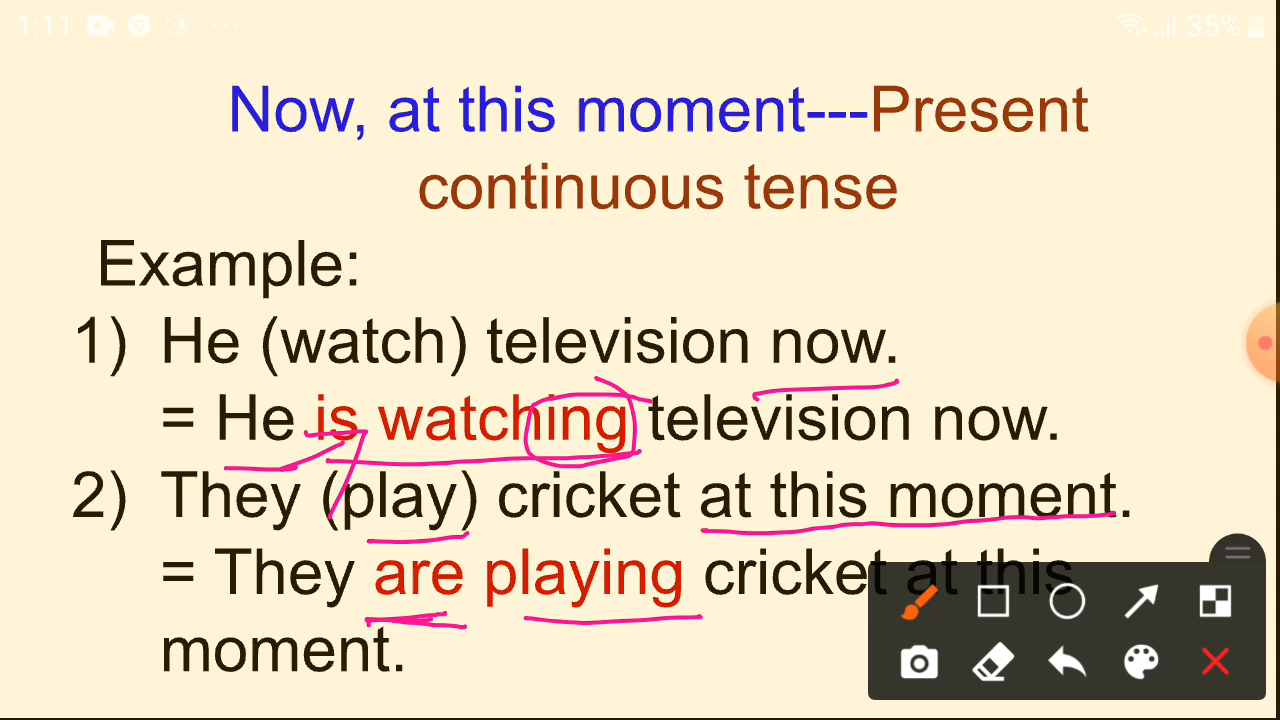 1:11 35%
Now, at this moment---Present
continuous tense
Example:
1) He (watch) television now.
= He is watching television now.
2) They (play) cricket at this moment.
= They are playing cricket at this
moment.